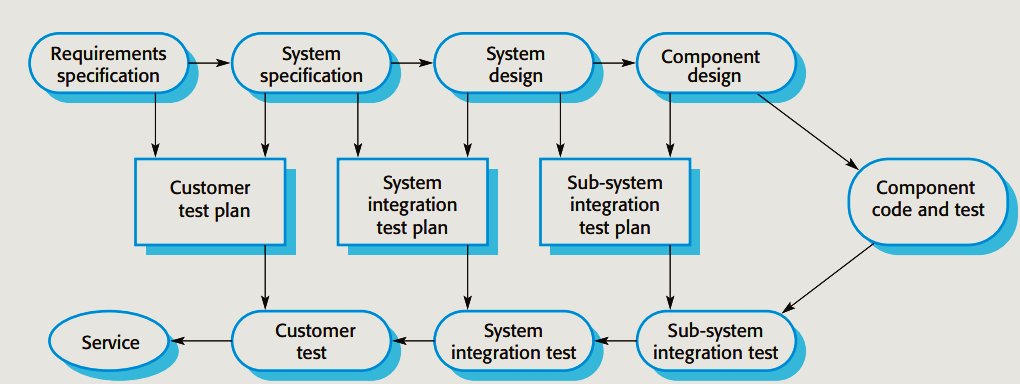 Requirements
specification
System
specification
System
design
Component
design
Customer
test plan
System
integration
test plan
Sub-system
integration
test plan
Component
code and test
Service
Customer
test
System
integration test
Sub-system
integration test